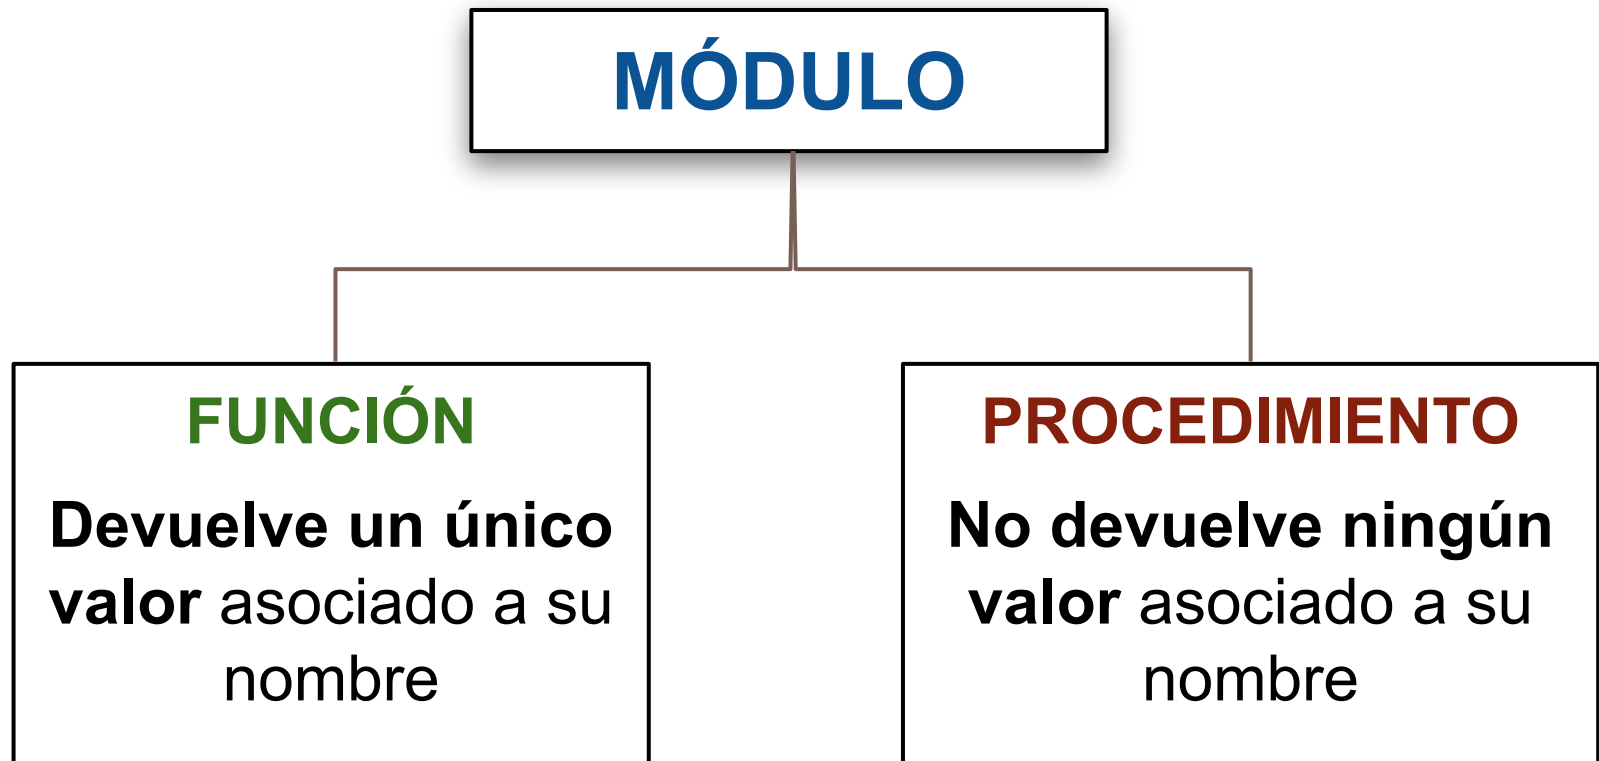 MÓDULO
FUNCIÓN
Devuelve un único
valor asociado a su
nombre
PROCEDIMIENTO
No devuelve ningún
valor asociado a su
nombre